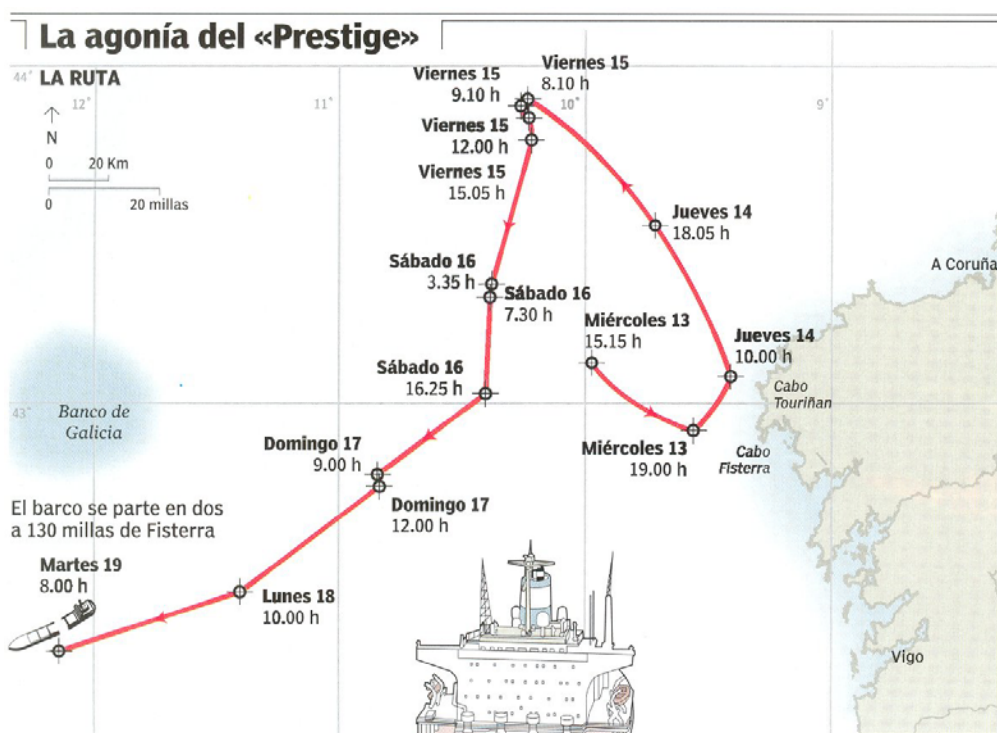 La agonía del «Prestige»
44°
LA RUTA
12°
11°
10°
9°
N
0 20 Km
0 20 millas
Viernes 15
8.10 h
Viernes 15
9.10 h
Viernes 15
12.00 h
Viernes 15
15.05 h
Jueves 14
18.05 h
A Coruña
Sábado 16
3.35 h
Sábado 16
7.30 h
Miércoles 13
15.15 h
Jueves 14
10.00 h
Sábado 16
16.25 h
Cabo
Touriñan
43°
Banco de
Galicia
Miércoles 13
19.00 h
Cabo
Fisterra
Domingo 17
9.00 h
Domingo 17
12.00 h
El barco se parte en dos
a 130 millas de Fisterra
Martes 19
8.00 h
Lunes 18
10.00 h
Vigo